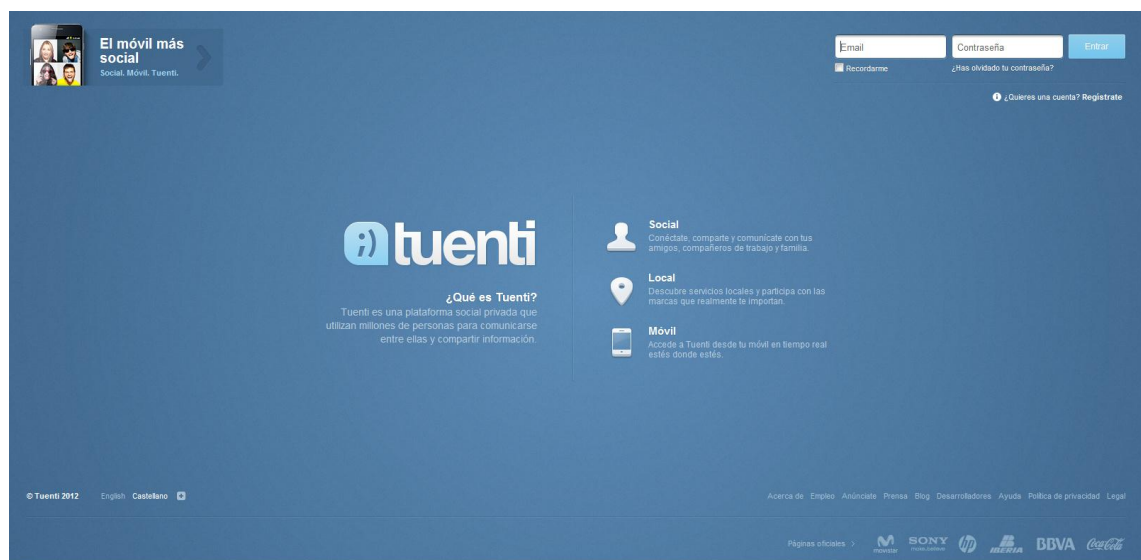 El móvil más
social
Social. Móvil. Tuenti.
Email
Contraseña
Entrar
Recordarme
¿Has olvidado tu contraseña?
¿Quieres una cuenta? Regístrate
;) tuenti
¿Qué es Tuenti?
Tuenti es una plataforma social privada que
utilizan millones de personas para comunicarse
entre ellas y compartir información.
Social
Conéctate, comparte y comunícate con tus
amigos, compañeros de trabajo y familia.
Local
Descubre servicios locales y participa con las
marcas que realmente te importan.
Móvil
Accede a Tuenti desde tu móvil en tiempo real
estés donde estés.
© Tuenti 2012
English Castellano
Acerca de Empleo Anúnciate Prensa Blog Desarrolladores Ayuda Política de privacidad Legal
Páginas oficiales >
movistar
SONY
hp
IBERIA
BBVA
Coca-Cola